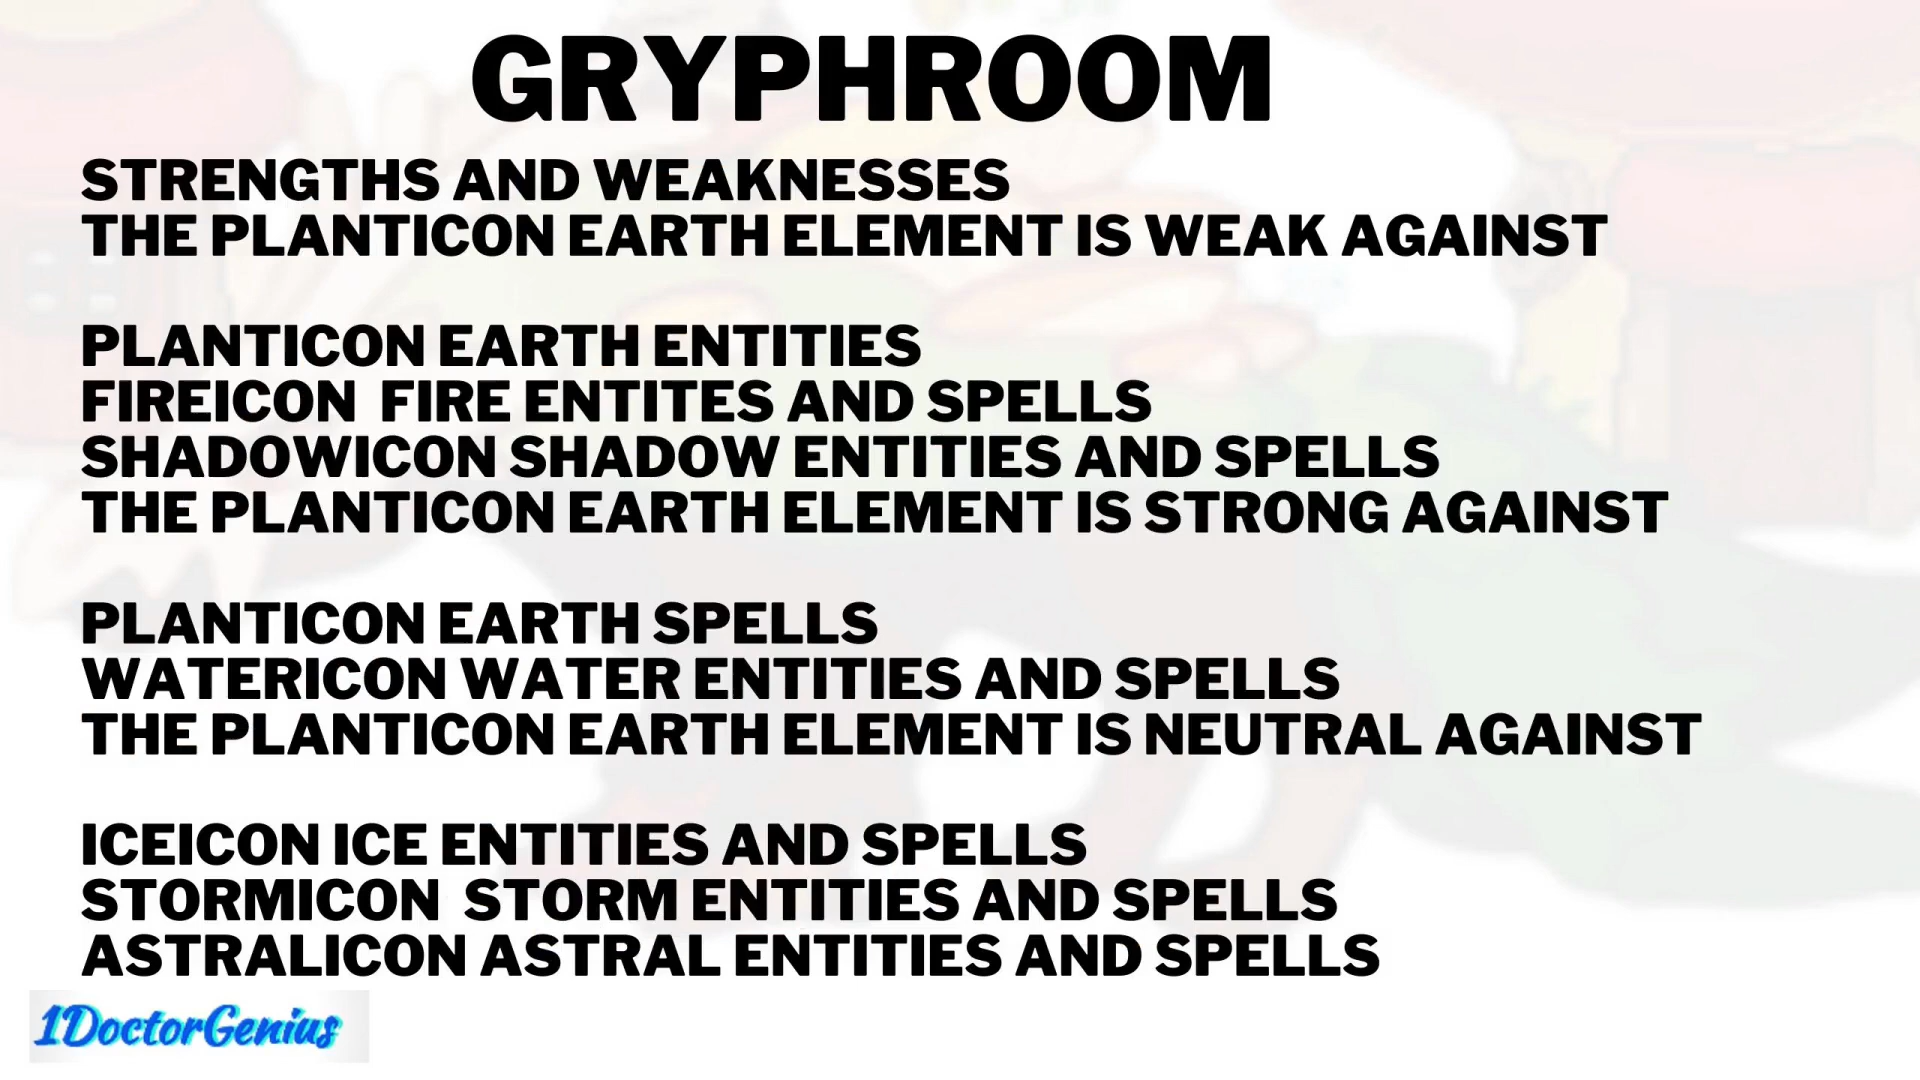 GRYPHROOM
STRENGTHS AND WEAKNESSES
THE PLANTICON EARTH ELEMENT IS WEAK AGAINST
PLANTICON EARTH ENTITIES
FIREICON FIRE ENTITES AND SPELLS
SHADOWICON SHADOW ENTITIES AND SPELLS
THE PLANTICON EARTH ELEMENT IS STRONG AGAINST
PLANTICON EARTH SPELLS
WATERICON WATER ENTITIES AND SPELLS
THE PLANTICON EARTH ELEMENT IS NEUTRAL AGAINST
ICEICON ICE ENTITIES AND SPELLS
STORMICON STORM ENTITIES AND SPELLS
ASTRALICON ASTRAL ENTITIES AND SPELLS
1DoctorGenius